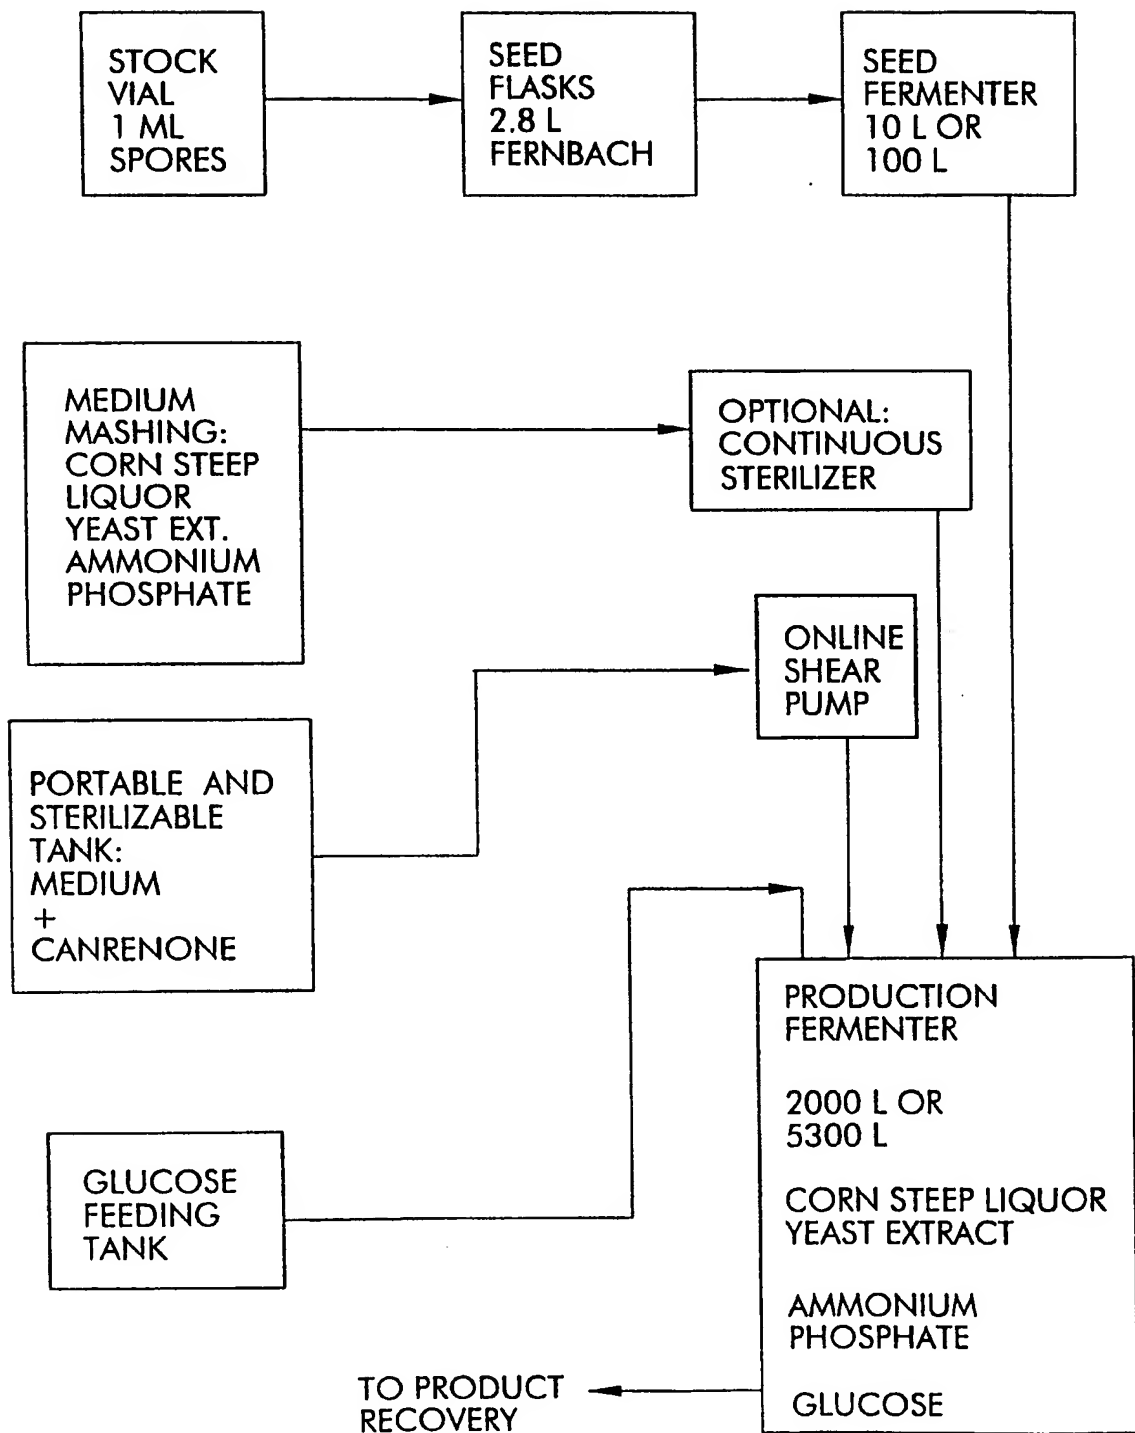 STOCK
VIAL
1 ML
SPORES
SEED
FLASKS
2.8 L
FERNBACH
SEED
FERMENTER
10 L OR
100 L
MEDIUM
MASHING:
CORN STEEP
LIQUOR
YEAST EXT.
AMMONIUM
PHOSPHATE
OPTIONAL:
CONTINUOUS
STERILIZER
ONLINE
SHEAR
PUMP
PORTABLE AND
STERILIZABLE
TANK:
MEDIUM
+
CANRENONE
GLUCOSE
FEEDING
TANK
PRODUCTION
FERMENTER
2000 L OR
5300 L
CORN STEEP LIQUOR
YEAST EXTRACT
AMMONIUM
PHOSPHATE
GLUCOSE
TO PRODUCT
RECOVERY